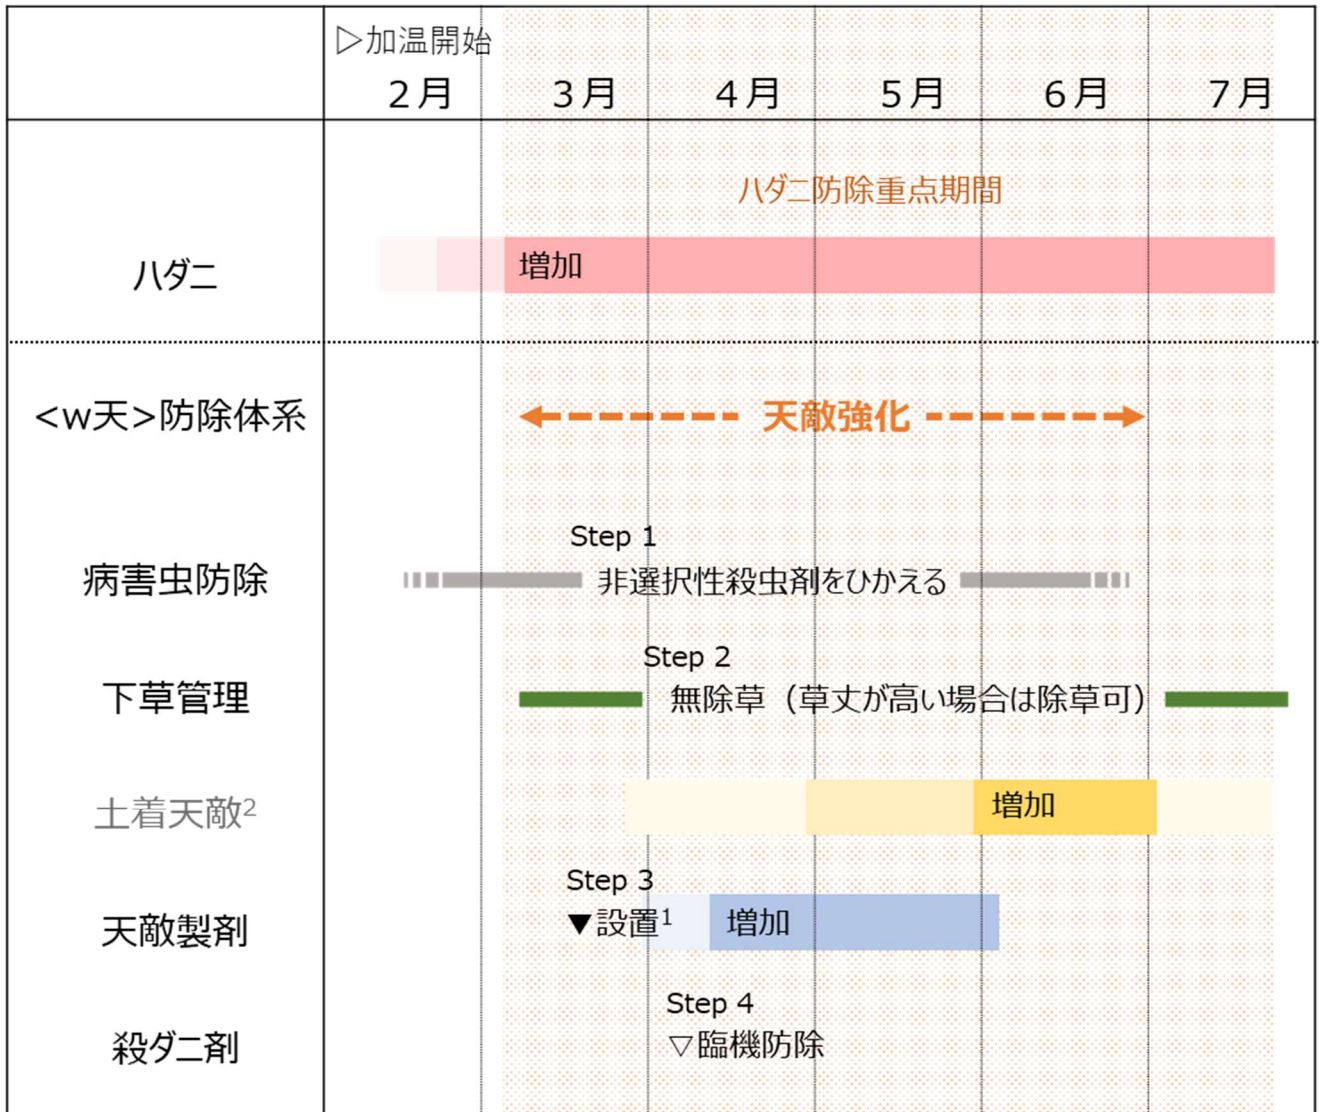 ▷加温開始
2月 3月 4月 5月 6月 7月
ハダニ防除重点期間
ハダニ 増加
<w天>防除体系 天敵強化
Step 1
病害虫防除 非選択性殺虫剤をひかえる
Step 2
下草管理 無除草（草丈が高い場合は除草可）
土着天敵2 増加
Step 3
天敵製剤 ▼設置1 増加
Step 4
殺ダニ剤 ▽臨機防除